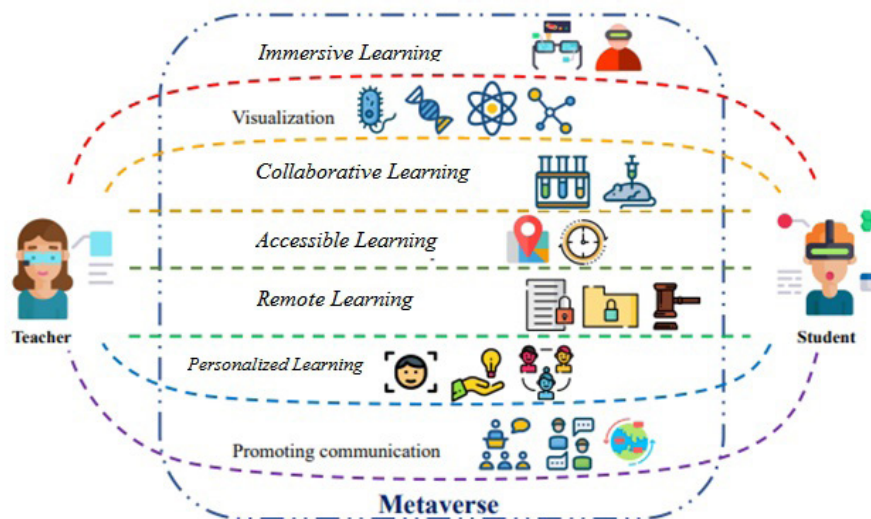 Immersive Learning
Visualization
Collaborative Learning
Accessible Learning
Remote Learning
Teacher
Student
Personalized Learning
Promoting communication
Metaverse